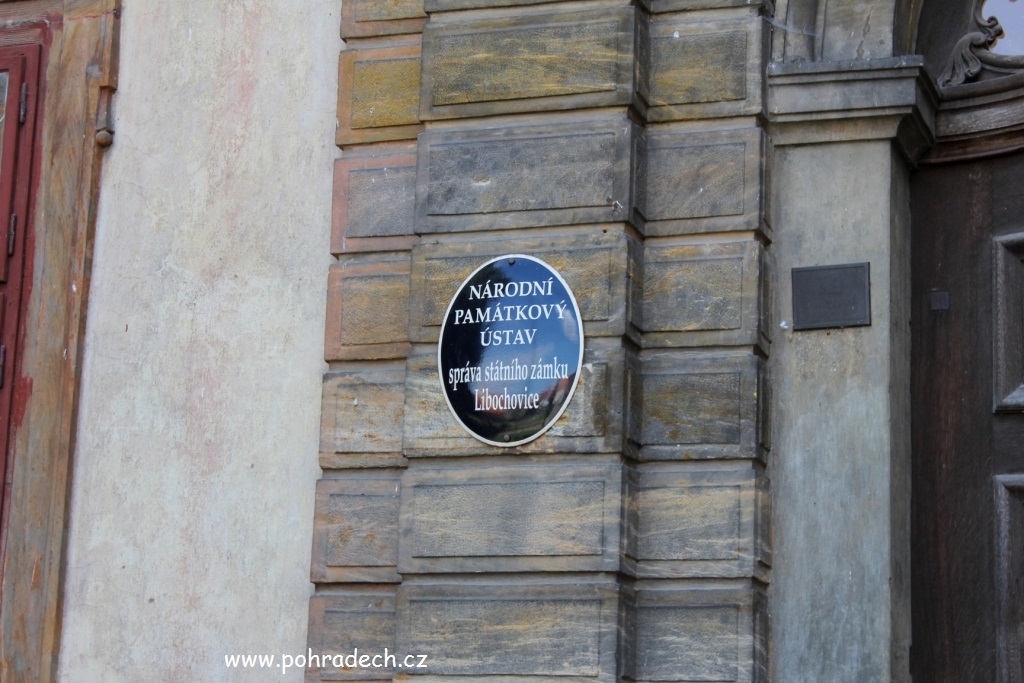 NÁRODNÍ
PAMÁTKOVÝ
ÚSTAV
správa státního zámku
Libochovice
www.pohradech.cz